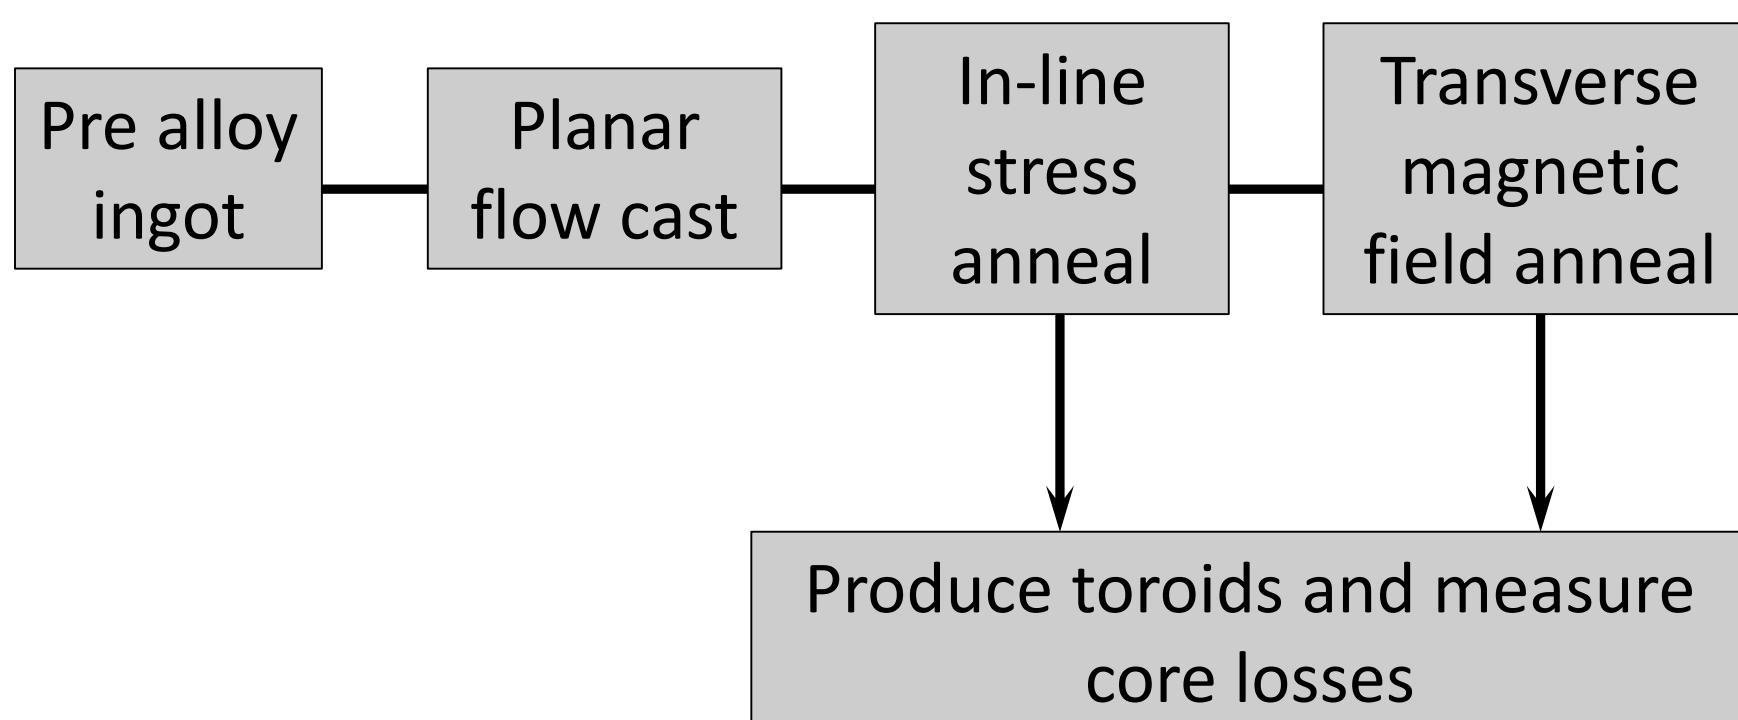 Pre alloy
ingot
Planar
flow cast
In-line
stress
anneal
Transverse
magnetic
field anneal
Produce toroids and measure
core losses